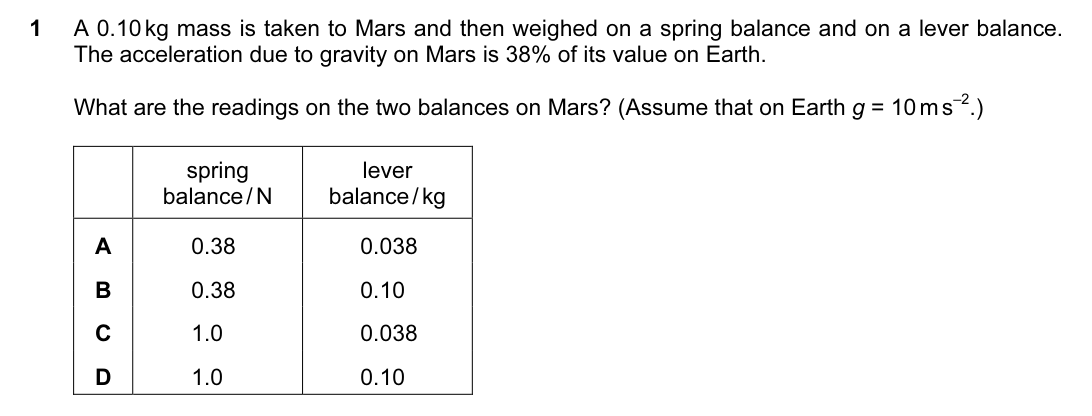 1 A 0.10 kg mass is taken to Mars and then weighed on a spring balance and on a lever balance.
The acceleration due to gravity on Mars is 38% of its value on Earth.
What are the readings on the two balances on Mars? (Assume that on Earth g = 10 m s⁻².)
spring balance / N lever balance / kg
A 0.38 0.038
B 0.38 0.10
C 1.0 0.038
D 1.0 0.10